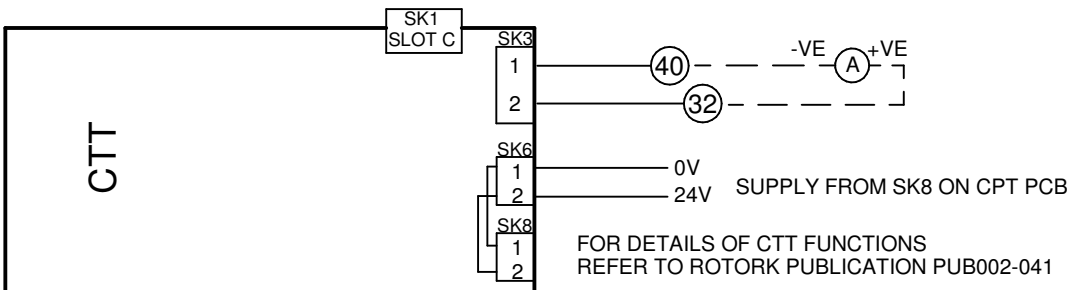 SK1
SLOT C
SK3
1
2
40
-VE
A
+VE
32
CTT
SK6
1
2
0V
24V
SUPPLY FROM SK8 ON CPT PCB
SK8
1
2
FOR DETAILS OF CTT FUNCTIONS
REFER TO ROTORK PUBLICATION PUB002-041